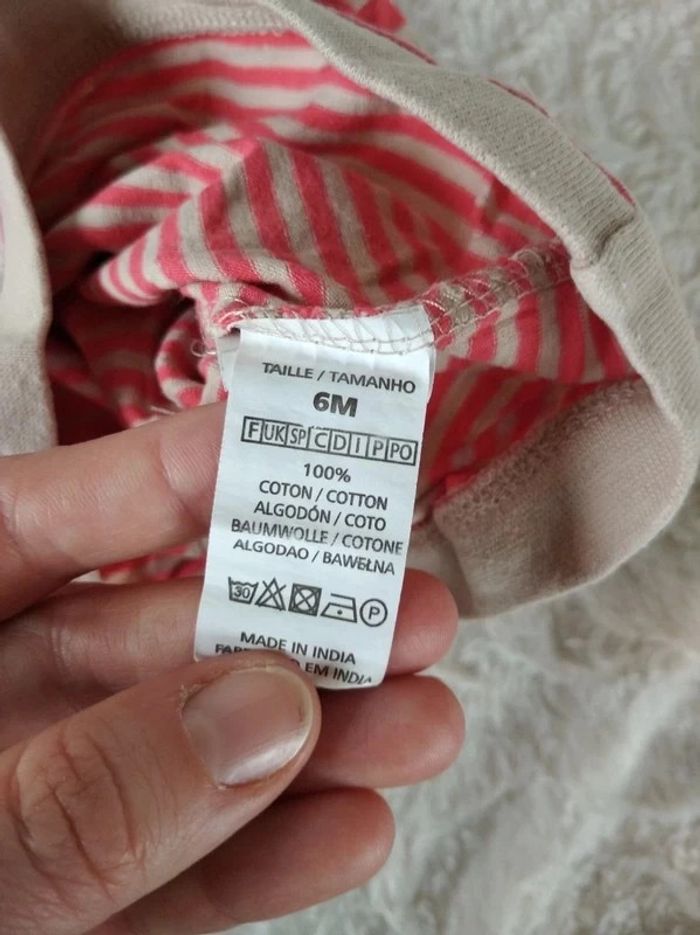 TAILLE / TAMANHO
6M
F UK SP C D I P PO
100%
COTON / COTTON
ALGODÓN / COTO
BAUMWOLLE / COTONE
ALGODAO / BAWEŁNA
30 P
MADE IN INDIA
EM INDIA